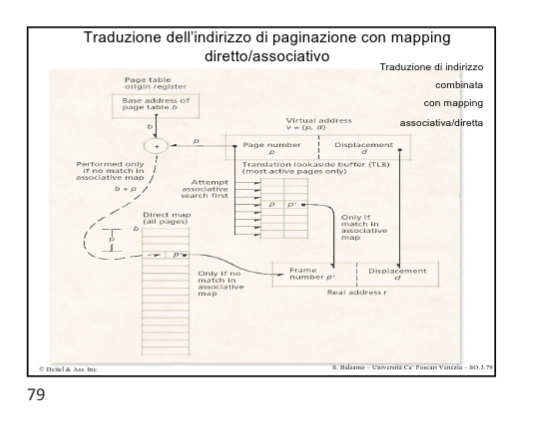 Traduzione dell'indirizzo di paginazione con mapping
diretto/associativo
Traduzione di indirizzo
combinata
con mapping
associativa/diretta
Page table
origin register
Base address of
page table b
b
+
p
Virtual address
v = (p, d)
Page number
p
Displacement
d
Performed only
if no match in
associative map
b + p
Translation lookaside buffer (TLB)
(most active pages only)
Attempt
associative
search first
p
p'
Only if
match in
associative
map
Direct map
(all pages)
b
p
p'
Only if no
match in
associative
map
Frame
number p'
Displacement
d
Real address r
© Deitel & Ass. Inc.
S. Balsamo – Università Ca' Foscari Venezia – SO.3.79
79